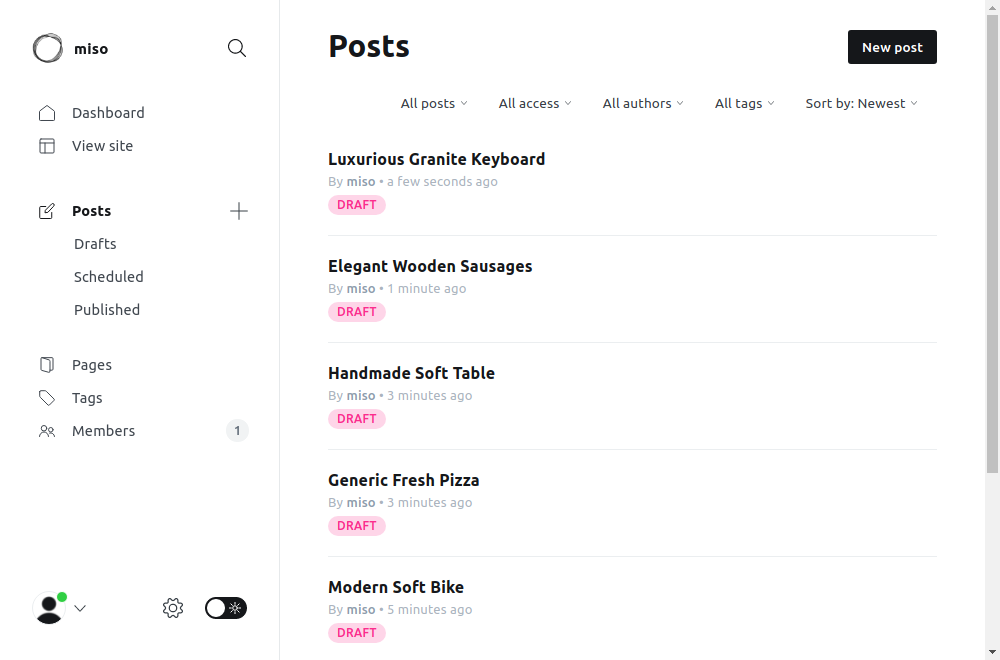 miso
Dashboard
View site
Posts
Drafts
Scheduled
Published
Pages
Tags
Members 1
Posts
New post
All posts All access All authors All tags Sort by: Newest
Luxurious Granite Keyboard
By miso • a few seconds ago
DRAFT
Elegant Wooden Sausages
By miso • 1 minute ago
DRAFT
Handmade Soft Table
By miso • 3 minutes ago
DRAFT
Generic Fresh Pizza
By miso • 3 minutes ago
DRAFT
Modern Soft Bike
By miso • 5 minutes ago
DRAFT